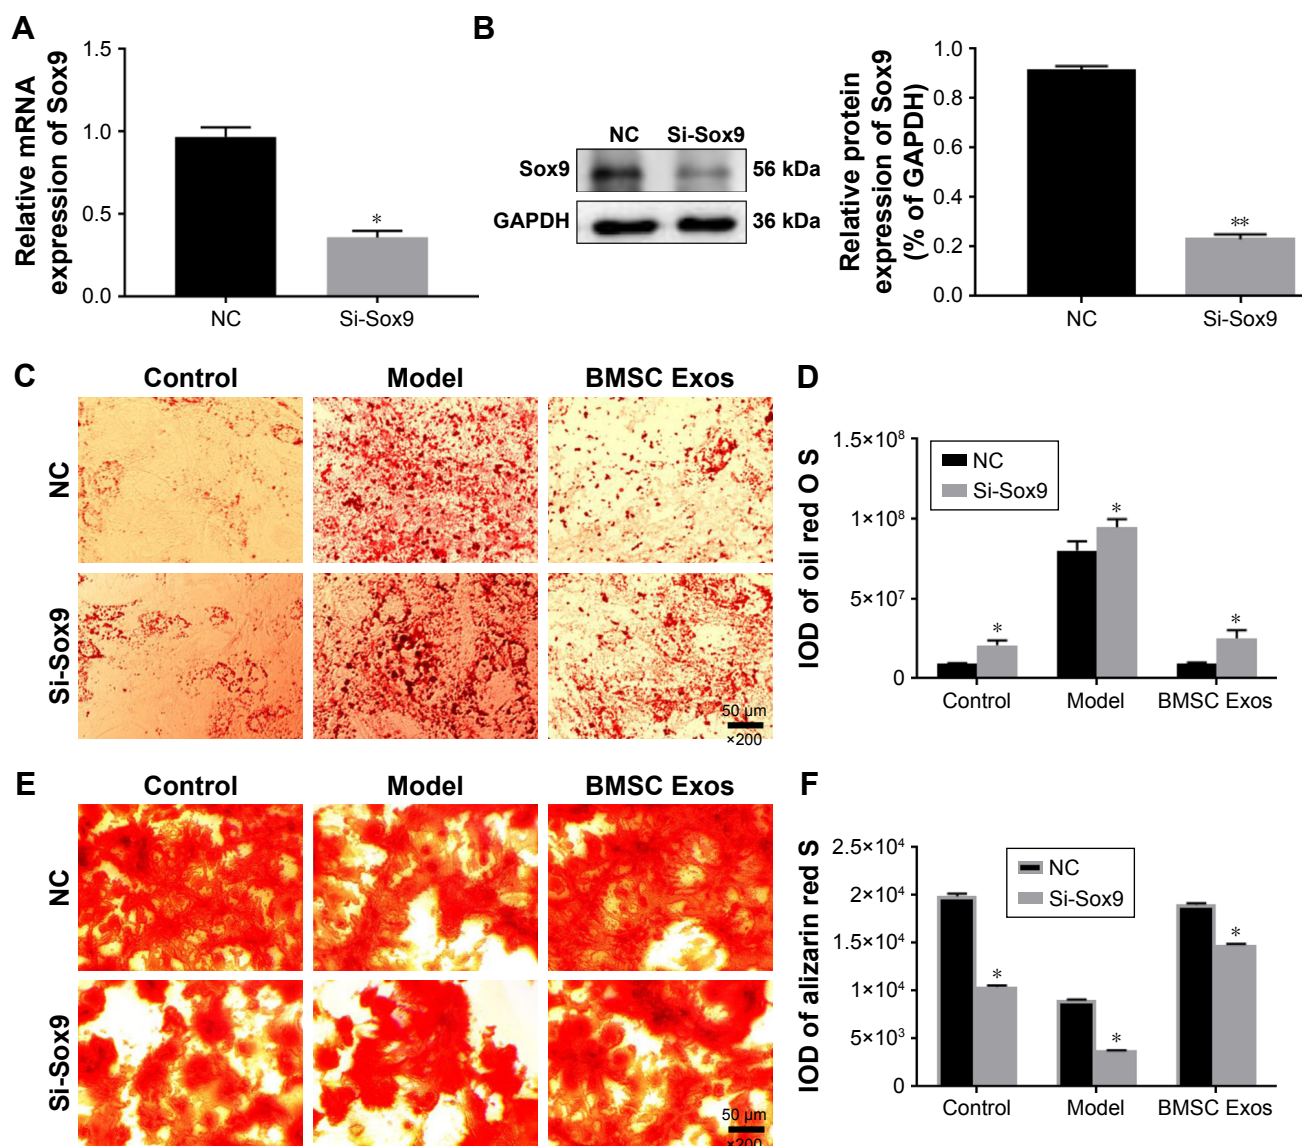 A
Relative mRNA
expression of Sox9
1.5
1.0
0.5
0.0
*
NC
Si-Sox9
B
NC Si-Sox9
Sox9 56 kDa
GAPDH 36 kDa
Relative protein
expression of Sox9
(% of GAPDH)
1.0
0.8
0.6
0.4
0.2
0.0
**
NC
Si-Sox9
C
Control Model BMSC Exos
NC
Si-Sox9
50 µm
×200
D
IOD of oil red O S
1.5×10⁸
1×10⁸
5×10⁷
0
NC
Si-Sox9
*
*
*
Control Model BMSC Exos
E
Control Model BMSC Exos
NC
Si-Sox9
50 µm
×200
F
IOD of alizarin red S
2.5×10⁴
2×10⁴
1.5×10⁴
1×10⁴
5×10³
0
NC
Si-Sox9
*
*
*
Control Model BMSC Exos